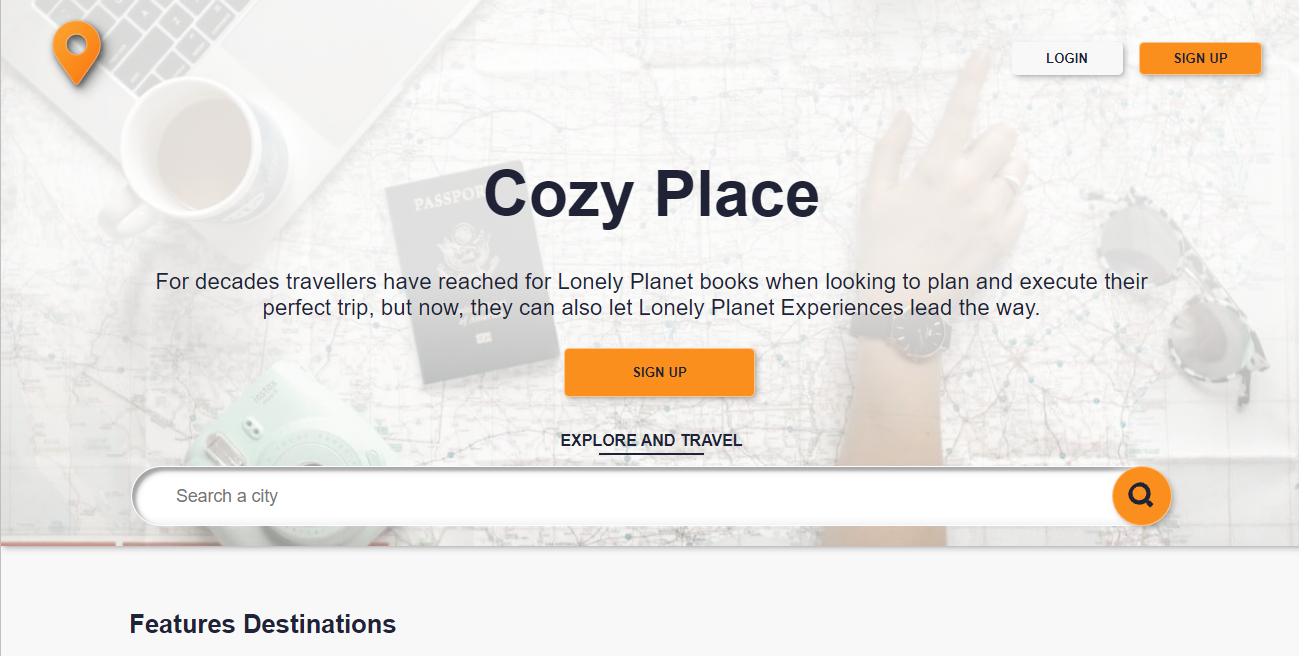 LOGIN
SIGN UP
PASSPORT
Cozy Place
For decades travellers have reached for Lonely Planet books when looking to plan and execute their
perfect trip, but now, they can also let Lonely Planet Experiences lead the way.
SIGN UP
EXPLORE AND TRAVEL
Search a city
Features Destinations